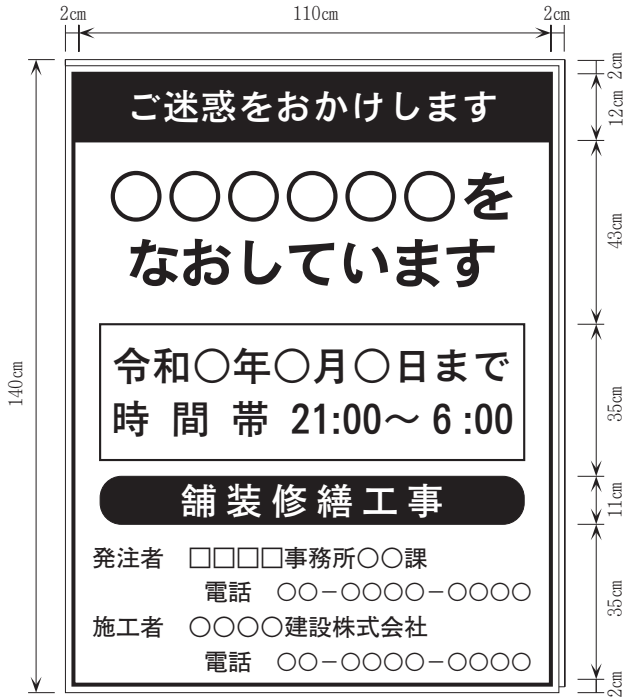 2cm 110cm 2cm
ご迷惑をおかけします
○○○○○○を
なおしています
令和○年○月○日まで
時間帯 21:00～6:00
舗装修繕工事
発注者 □□□□事務所○○課
電話 ○○－○○○○－○○○○
施工者 ○○○○建設株式会社
電話 ○○－○○○○－○○○○
140cm
2cm
12cm
43cm
35cm
11cm
35cm
2cm